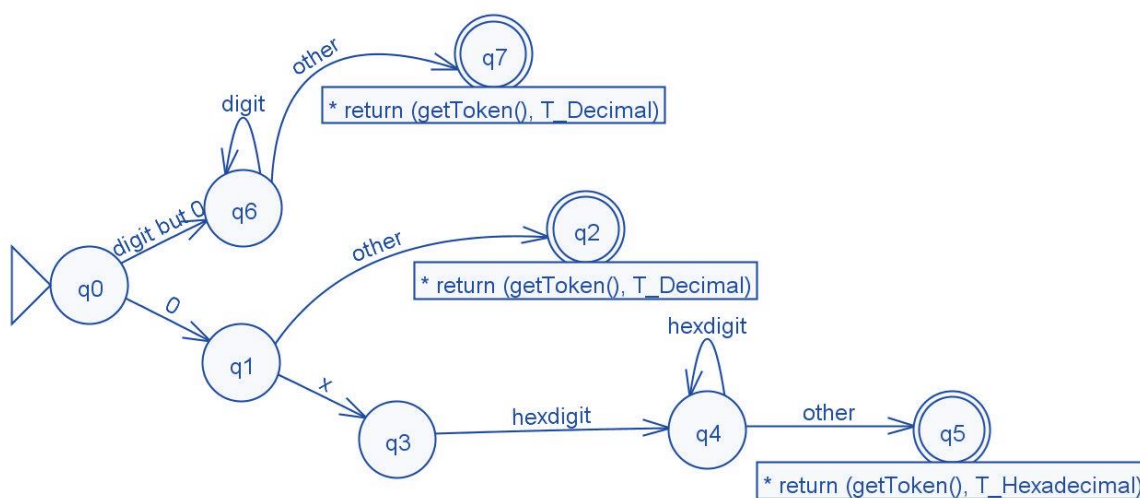 q7
other
* return (getToken(), T_Decimal)
digit
q6
digit but 0
q2
other
* return (getToken(), T_Decimal)
q0
0
q1
hexdigit
x
q3
hexdigit
q4
other
q5
* return (getToken(), T_Hexadecimal)